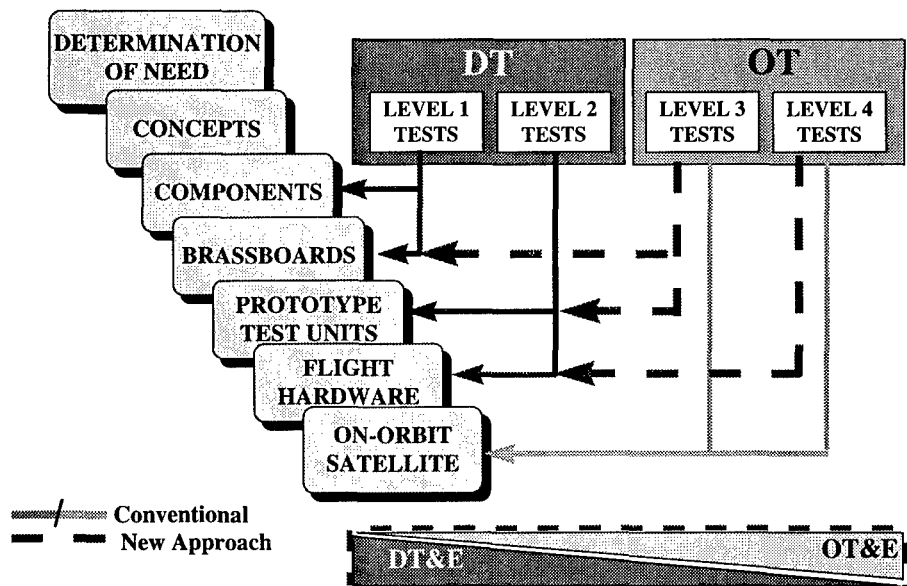 DETERMINATION
OF NEED
CONCEPTS
COMPONENTS
BRASSBOARDS
PROTOTYPE
TEST UNITS
FLIGHT
HARDWARE
ON-ORBIT
SATELLITE
DT
LEVEL 1
TESTS
LEVEL 2
TESTS
OT
LEVEL 3
TESTS
LEVEL 4
TESTS
Conventional
New Approach
DT&E
OT&E